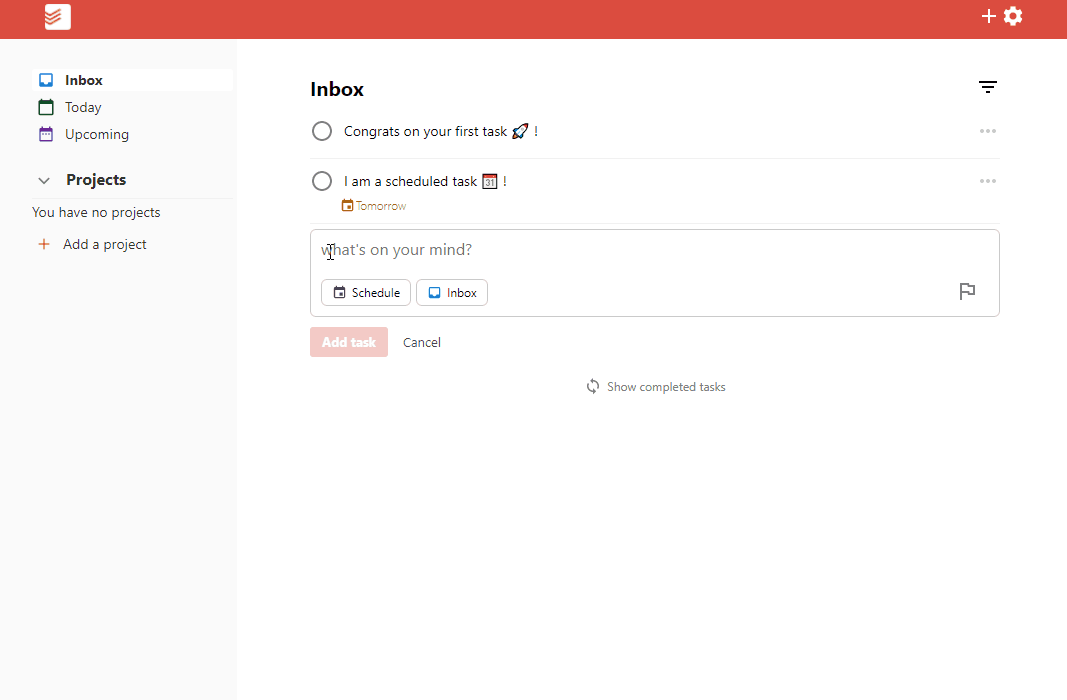 Inbox
Today
Upcoming
Projects
You have no projects
+ Add a project
Inbox
Congrats on your first task 🚀 !
I am a scheduled task 📅 !
Tomorrow
what's on your mind?
Schedule
Inbox
Add task
Cancel
Show completed tasks